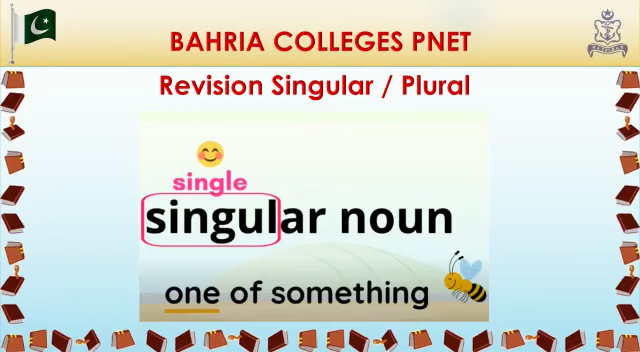 BAHRIA COLLEGES PNET
Revision Singular / Plural
single
singular noun
one of something